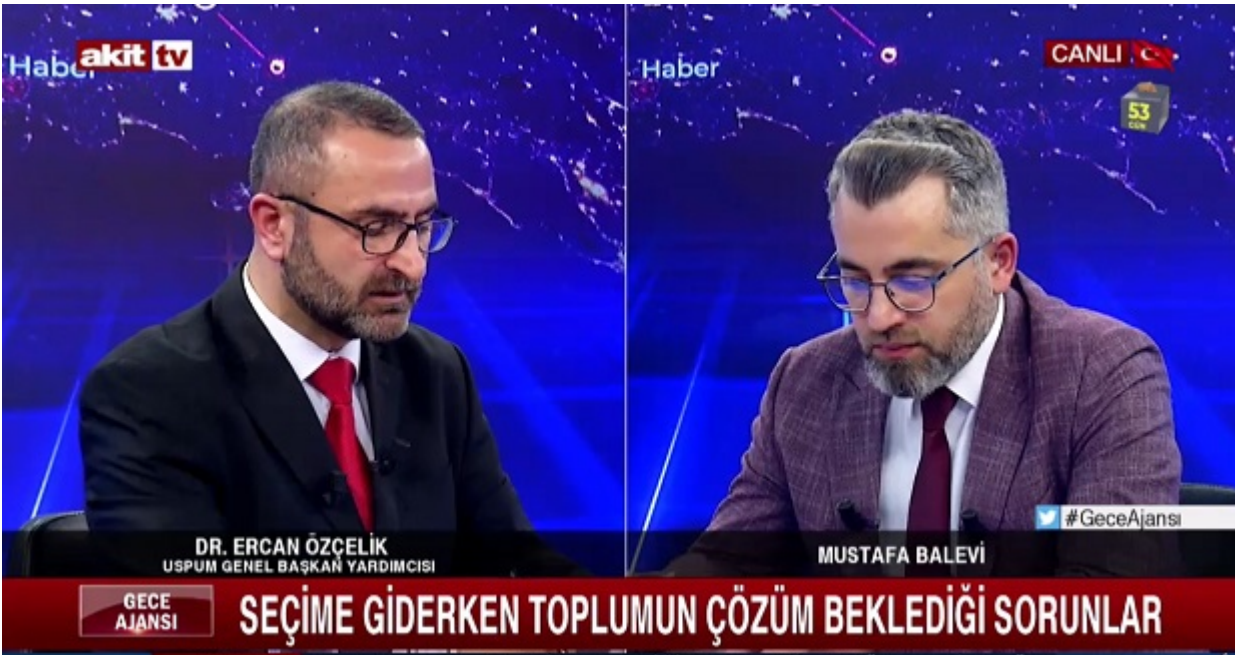 Haber
akit tv
Haber
CANLI
53
GÜN
#GeceAjansı
DR. ERCAN ÖZÇELİK
USPUM GENEL BAŞKAN YARDIMCISI
MUSTAFA BALEVİ
GECE
AJANSI
SEÇİME GİDERKEN TOPLUMUN ÇÖZÜM BEKLEDİĞİ SORUNLAR